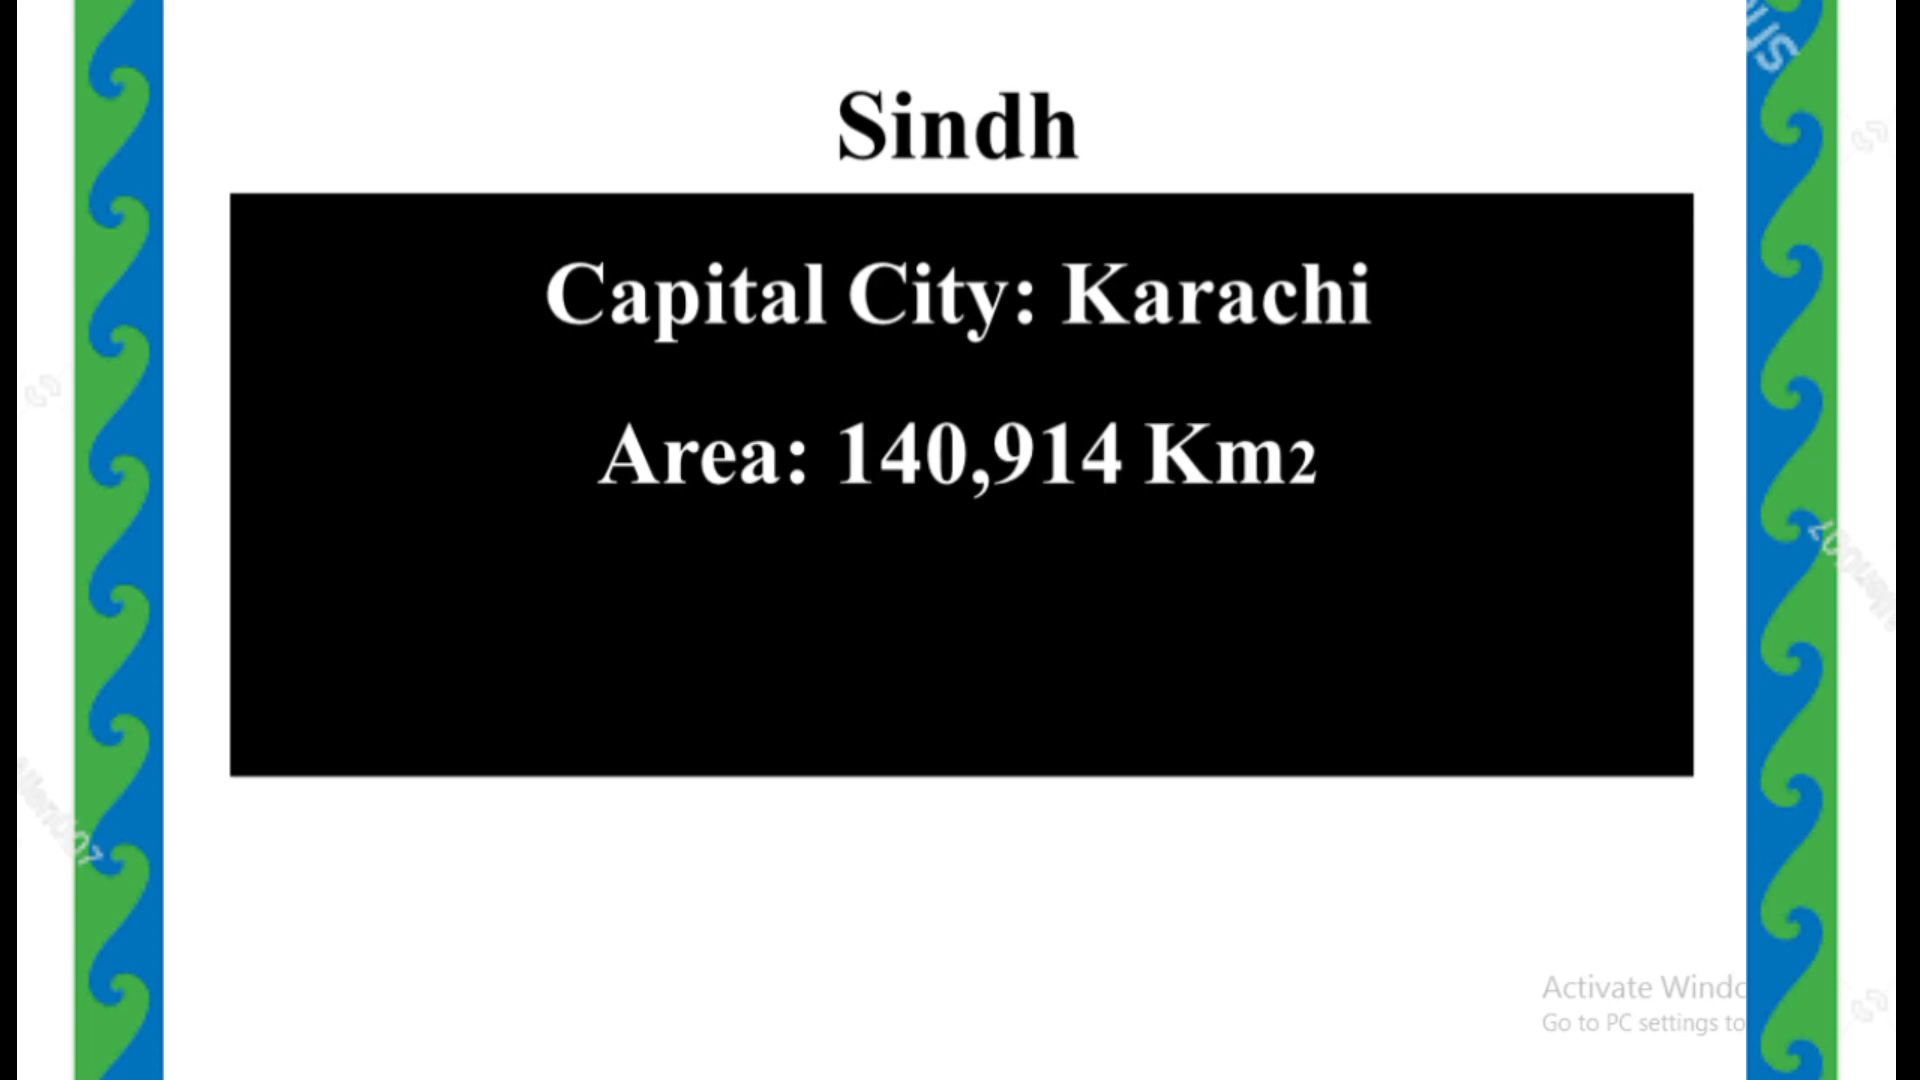 Sindh
Capital City: Karachi
Area: 140,914 Km2
Activate Windo
Go to PC settings to